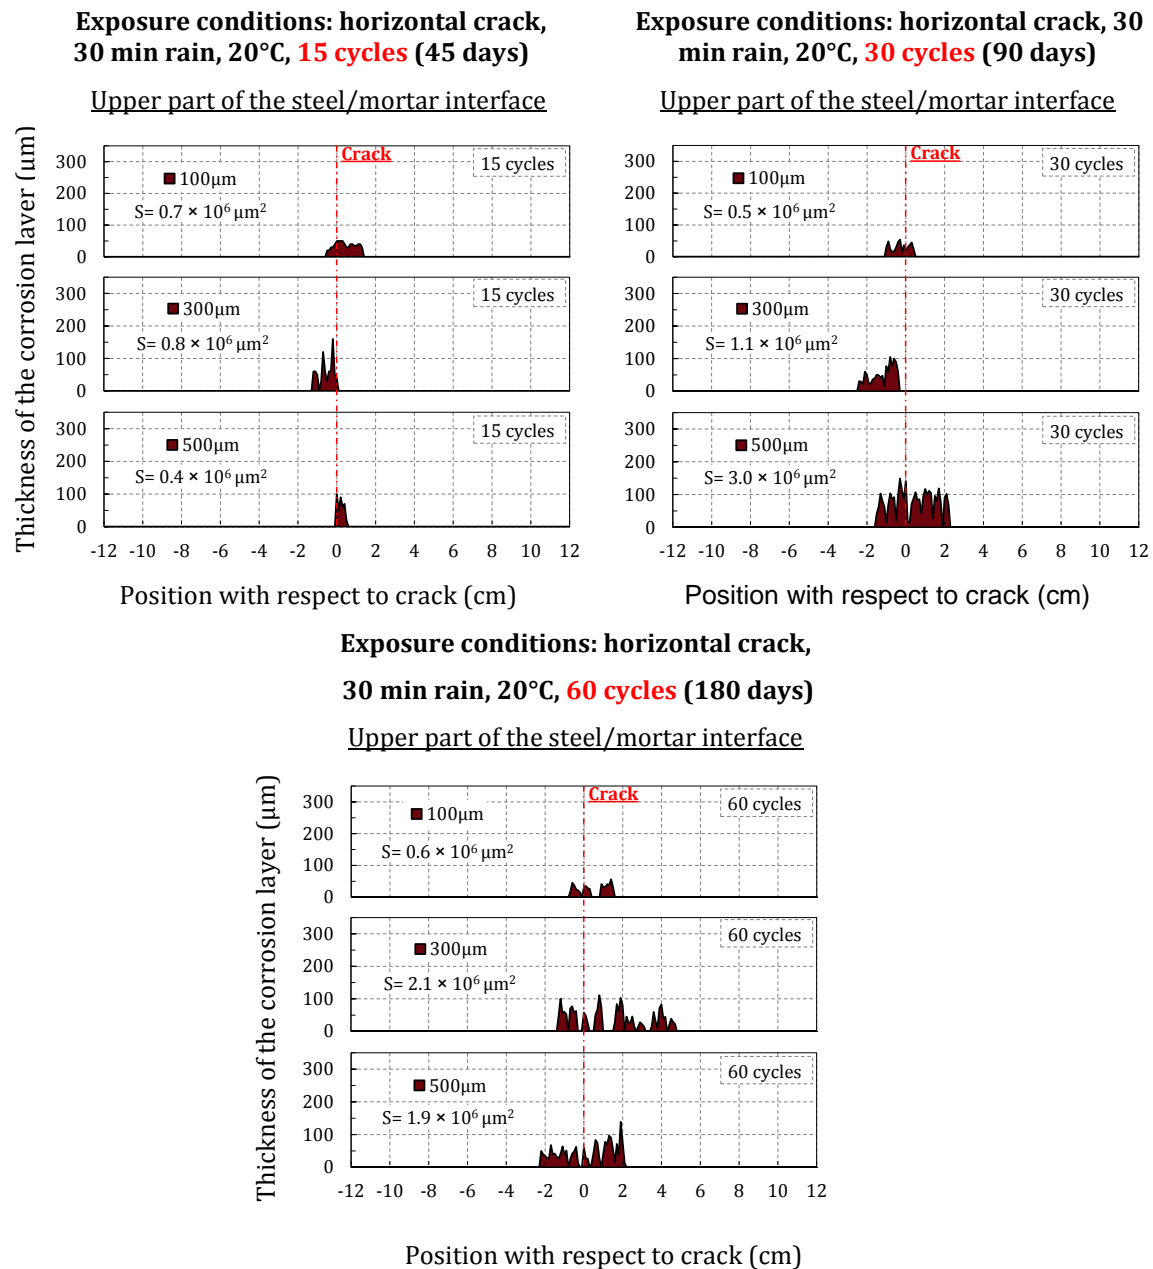 Exposure conditions: horizontal crack,
30 min rain, 20°C, 15 cycles (45 days)
Upper part of the steel/mortar interface
Thickness of the corrosion layer (µm)
Crack
300
200
100
0
15 cycles
100µm
S= 0.7 × 10⁶ µm²
300
200
100
0
15 cycles
300µm
S= 0.8 × 10⁶ µm²
300
200
100
0
15 cycles
500µm
S= 0.4 × 10⁶ µm²
-12 -10 -8 -6 -4 -2 0 2 4 6 8 10 12
Position with respect to crack (cm)
Exposure conditions: horizontal crack, 30
min rain, 20°C, 30 cycles (90 days)
Upper part of the steel/mortar interface
Crack
300
200
100
0
30 cycles
100µm
S= 0.5 × 10⁶ µm²
300
200
100
0
30 cycles
300µm
S= 1.1 × 10⁶ µm²
300
200
100
0
30 cycles
500µm
S= 3.0 × 10⁶ µm²
-12 -10 -8 -6 -4 -2 0 2 4 6 8 10 12
Position with respect to crack (cm)
Exposure conditions: horizontal crack,
30 min rain, 20°C, 60 cycles (180 days)
Upper part of the steel/mortar interface
Thickness of the corrosion layer (µm)
Crack
300
200
100
0
60 cycles
100µm
S= 0.6 × 10⁶ µm²
300
200
100
0
60 cycles
300µm
S= 2.1 × 10⁶ µm²
300
200
100
0
60 cycles
500µm
S= 1.9 × 10⁶ µm²
-12 -10 -8 -6 -4 -2 0 2 4 6 8 10 12
Position with respect to crack (cm)